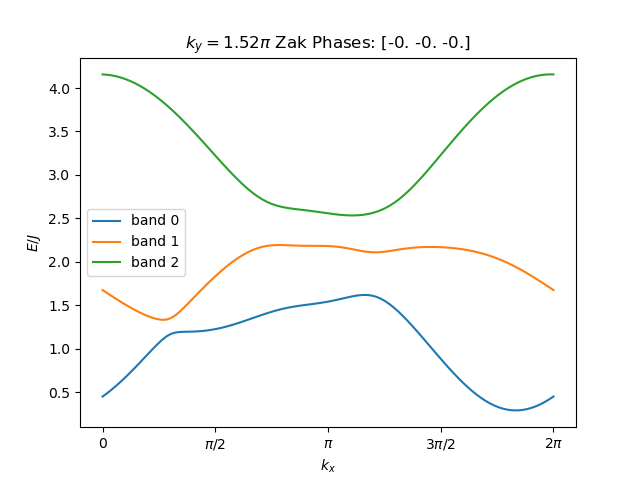 $k_y = 1.52\pi$ Zak Phases: [-0. -0. -0.]
4.0
3.5
3.0
2.5
2.0
1.5
1.0
0.5
E/J
band 0
band 1
band 2
0
π/2
π
3π/2
2π
$k_x$